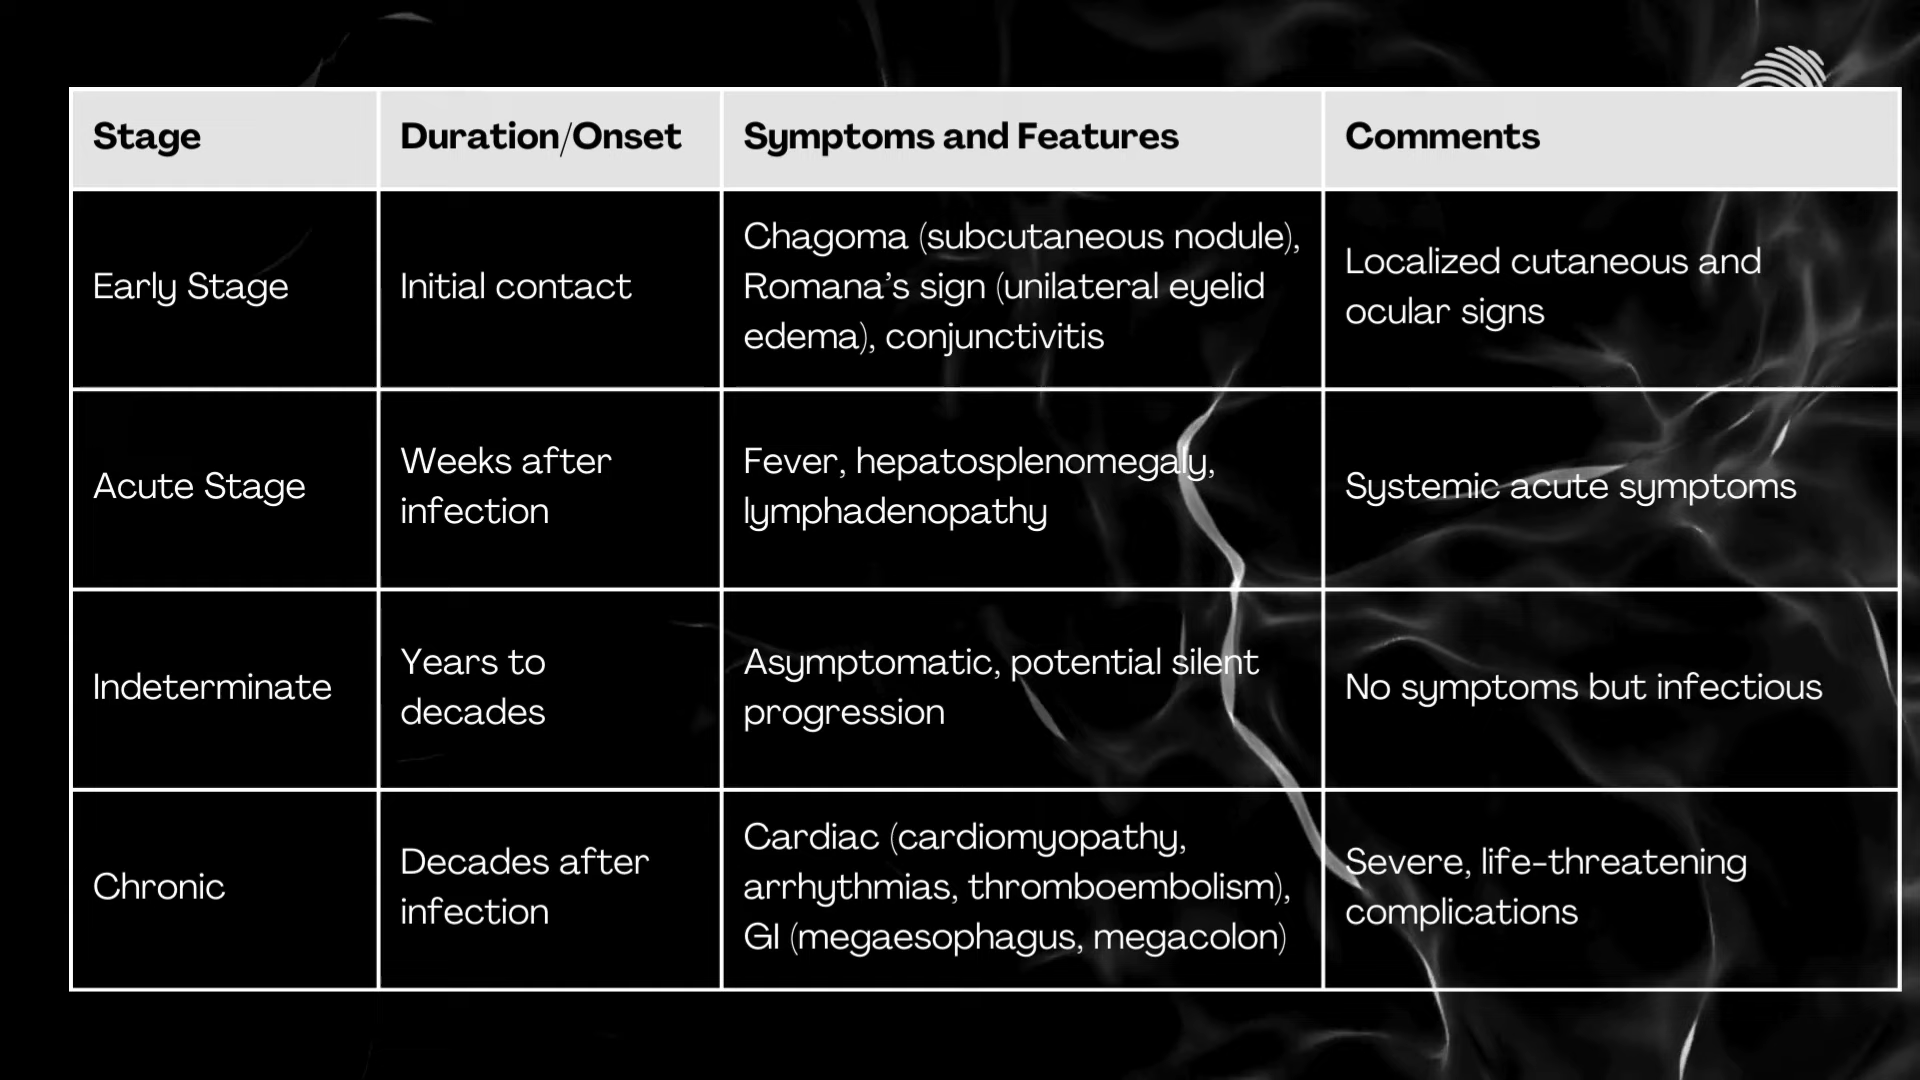 Stage
Duration/Onset
Symptoms and Features
Comments
Early Stage
Initial contact
Chagoma (subcutaneous nodule),
Romana’s sign (unilateral eyelid
edema), conjunctivitis
Localized cutaneous and
ocular signs
Acute Stage
Weeks after
infection
Fever, hepatosplenomegaly,
lymphadenopathy
Systemic acute symptoms
Indeterminate
Years to
decades
Asymptomatic, potential silent
progression
No symptoms but infectious
Chronic
Decades after
infection
Cardiac (cardiomyopathy,
arrhythmias, thromboembolism),
GI (megaesophagus, megacolon)
Severe, life-threatening
complications